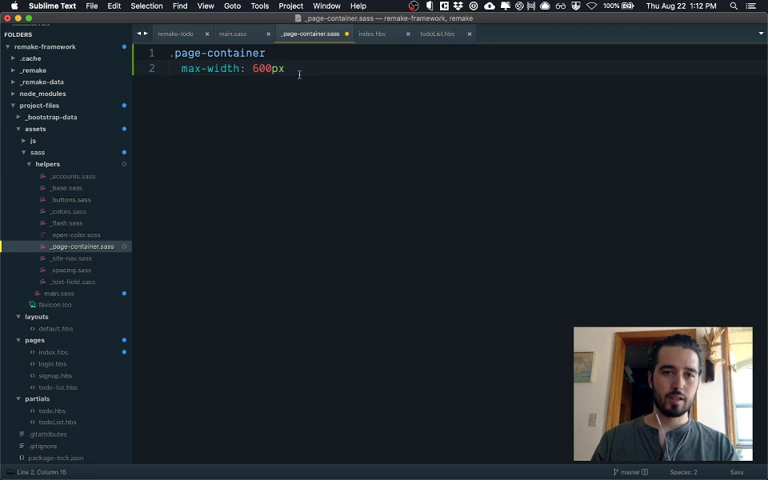 Sublime Text File Edit Selection Find View Goto Tools Project Window Help
100% Thu Aug 22 1:12 PM
_page-container.sass — remake-framework, remake
FOLDERS
remake-framework
.cache
_remake
_remake-data
node_modules
project-files
_bootstrap-data
assets
js
sass
helpers
_accounts.sass
_base.sass
_buttons.sass
_colors.sass
_flash.sass
_open-color.scss
_page-container.sass
_site-nav.sass
_spacing.sass
_text-field.sass
main.sass
favicon.ico
layouts
default.hbs
pages
index.hbs
login.hbs
signup.hbs
todo-list.hbs
partials
todo.hbs
todoList.hbs
.gitattributes
.gitignore
package-lock.json
remake-todo main.sass _page-container.sass index.hbs todoList.hbs
1 .page-container
2 max-width: 600px
Line 2, Column 15 master Spaces: 2 Sass